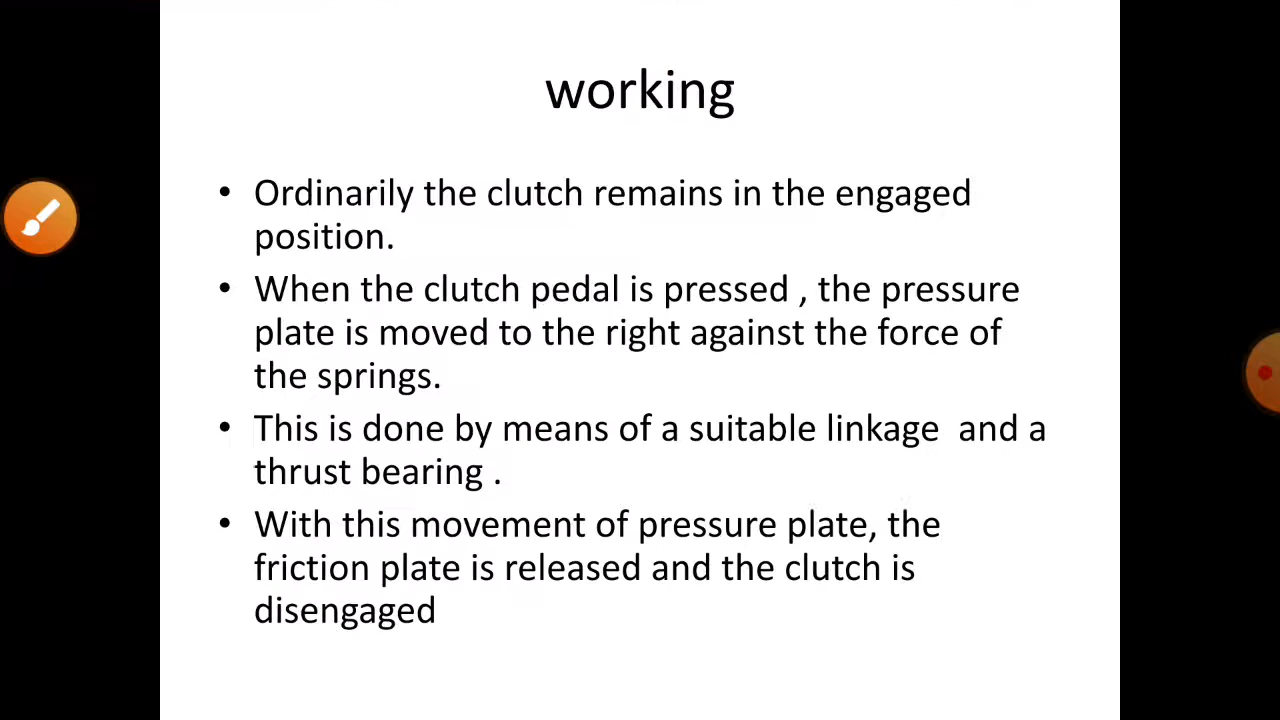 working
• Ordinarily the clutch remains in the engaged
position.
• When the clutch pedal is pressed , the pressure
plate is moved to the right against the force of
the springs.
• This is done by means of a suitable linkage  and a
thrust bearing .
• With this movement of pressure plate, the
friction plate is released and the clutch is
disengaged